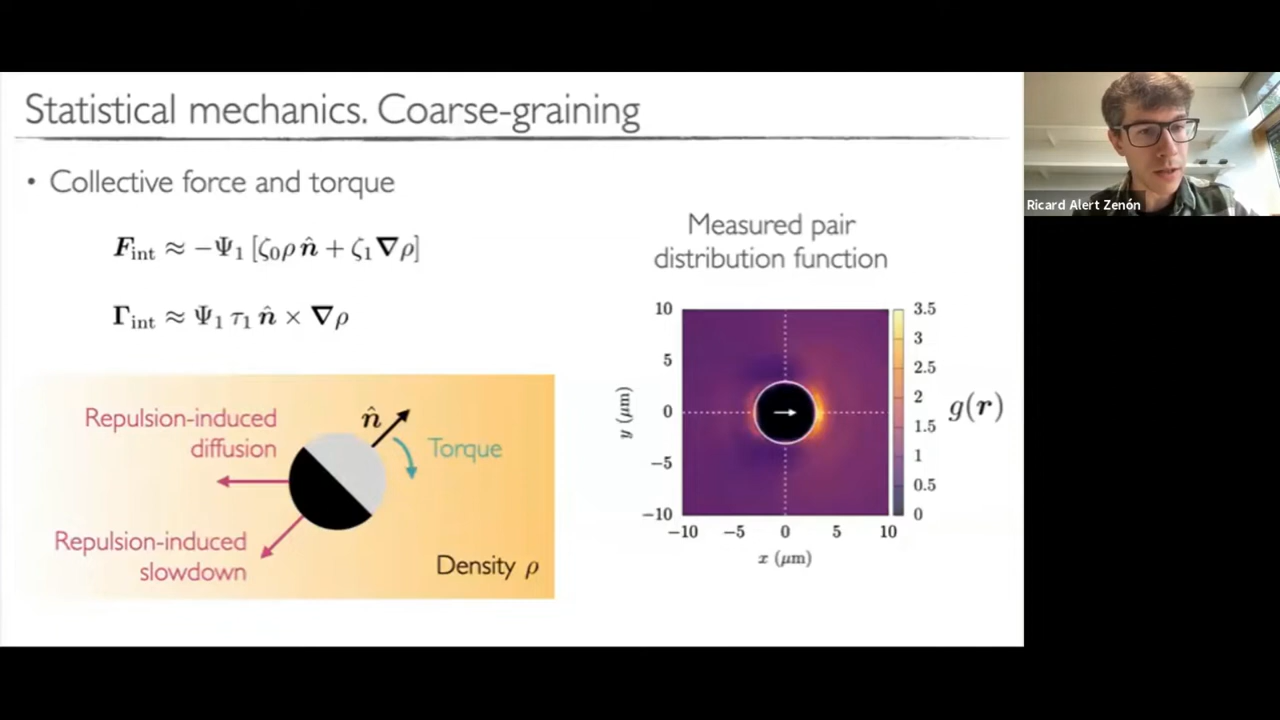 Statistical mechanics. Coarse-graining
• Collective force and torque
F_int ≈ −Ψ₁ [ζ₀ρ n̂ + ζ₁∇ρ]
Γ_int ≈ Ψ₁ τ₁ n̂ × ∇ρ
Repulsion-induced
diffusion
n̂
Torque
Repulsion-induced
slowdown
Density ρ
Measured pair
distribution function
10
5
0
−5
−10
y (μm)
−10 −5 0 5 10
x (μm)
3.5
3
2.5
2
1.5
1
0.5
0
g(r)
Ricard Alert Zenón